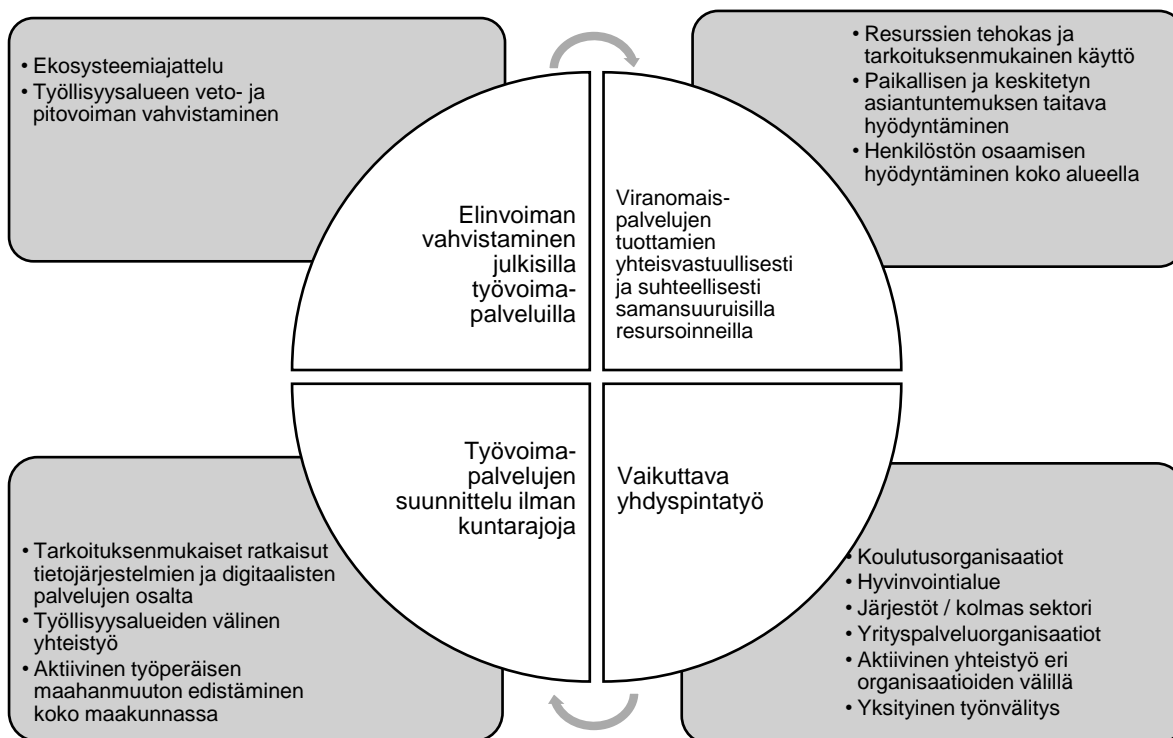 • Ekosysteemiajattelu
• Työllisyysalueen veto- ja
pitovoiman vahvistaminen
• Resurssien tehokas ja
tarkoituksenmukainen käyttö
• Paikallisen ja keskitetyn
asiantuntemuksen taitava
hyödyntäminen
• Henkilöstön osaamisen
hyödyntäminen koko alueella
Elinvoiman
vahvistaminen
julkisilla
työvoima-
palveluilla
Viranomais-
palvelujen
tuottamien
yhteisvastuullisesti
ja suhteellisesti
samansuuruisilla
resursoinneilla
Työvoima-
palvelujen
suunnittelu ilman
kuntarajoja
Vaikuttava
yhdyspintatyö
• Tarkoituksenmukaiset ratkaisut
tietojärjestelmien ja digitaalisten
palvelujen osalta
• Työllisyysalueiden välinen
yhteistyö
• Aktiivinen työperäisen
maahanmuuton edistäminen
koko maakunnassa
• Koulutusorganisaatiot
• Hyvinvointialue
• Järjestöt / kolmas sektori
• Yrityspalveluorganisaatiot
• Aktiivinen yhteistyö eri
organisaatioiden välillä
• Yksityinen työnvälitys